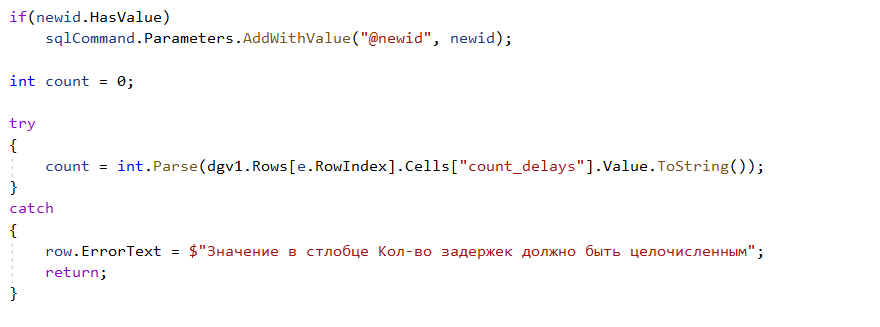 if(newid.HasValue)
sqlCommand.Parameters.AddWithValue("@newid", newid);
int count = 0;
try
{
count = int.Parse(dgv1.Rows[e.RowIndex].Cells["count_delays"].Value.ToString());
}
catch
{
row.ErrorText = $"Значение в стлобце Кол-во задержек должно быть целочисленным";
return;
}